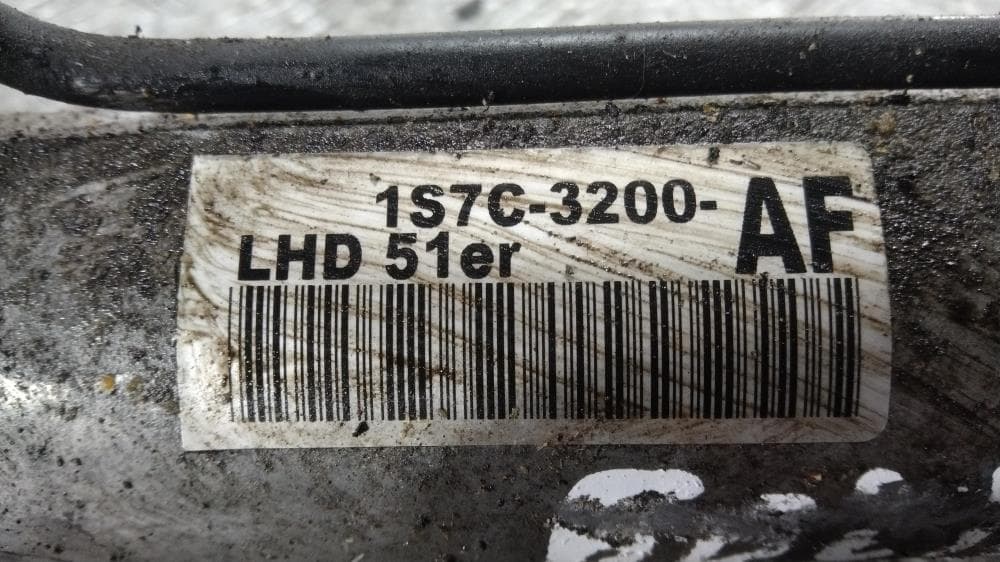 1S7C-3200- AF
LHD 51er